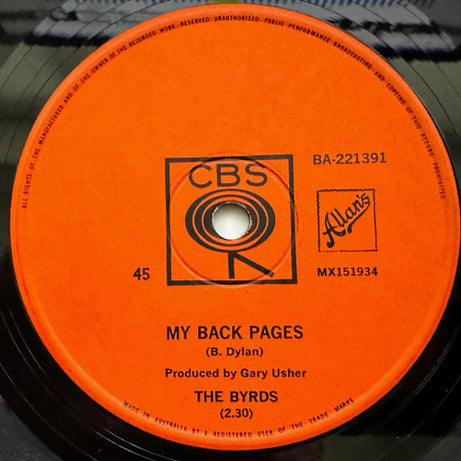 ALL RIGHTS OF THE MANUFACTURER AND OF THE OWNER OF THE RECORDED WORK RESERVED UNAUTHORISED PUBLIC PERFORMANCE BROADCASTING AND COPYING OF THIS RECORD PROHIBITED
BA-221391
CBS
Allan's
45
MX151934
MY BACK PAGES
(B. Dylan)
Produced by Gary Usher
THE BYRDS
(2.30)
MADE IN AUSTRALIA BY A REGISTERED USER OF THE TRADE MARKS